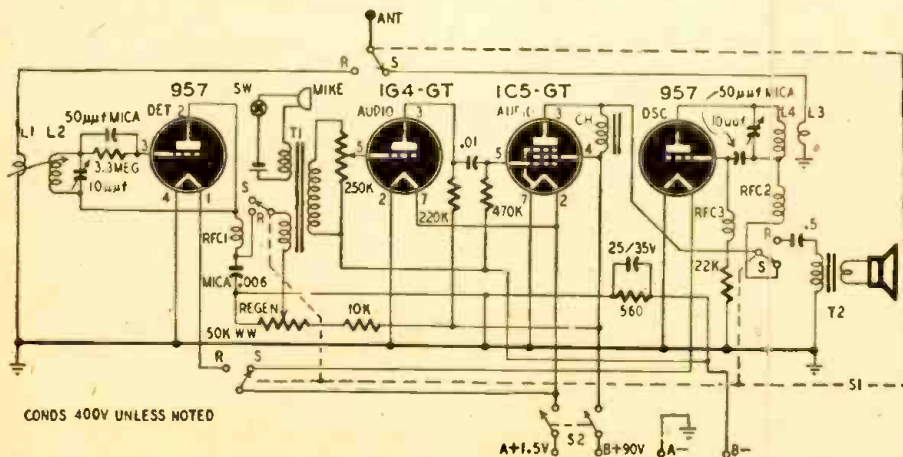 ANT
R
S
957
SW
MIKE
1G4-GT
1C5-GT
957
50μμf MICA
50μμf MICA
DET
2
AUDIO
3
3
CH
OSC
10μμf
L4
L3
L1
L2
3
T1
5
.01
5
4
3.3 MEG
10μμf
4
1
250K
2
7
7
2
RFC2
S
R
220K
470K
RFC3
RFC1
25/35V
R
.5
22K
S
MICA
.006
REGEN
10K
560
T2
50K WW
R
S
S1
CONDS 400V UNLESS NOTED
S2
A+1.5V
B+90V
A-
B-